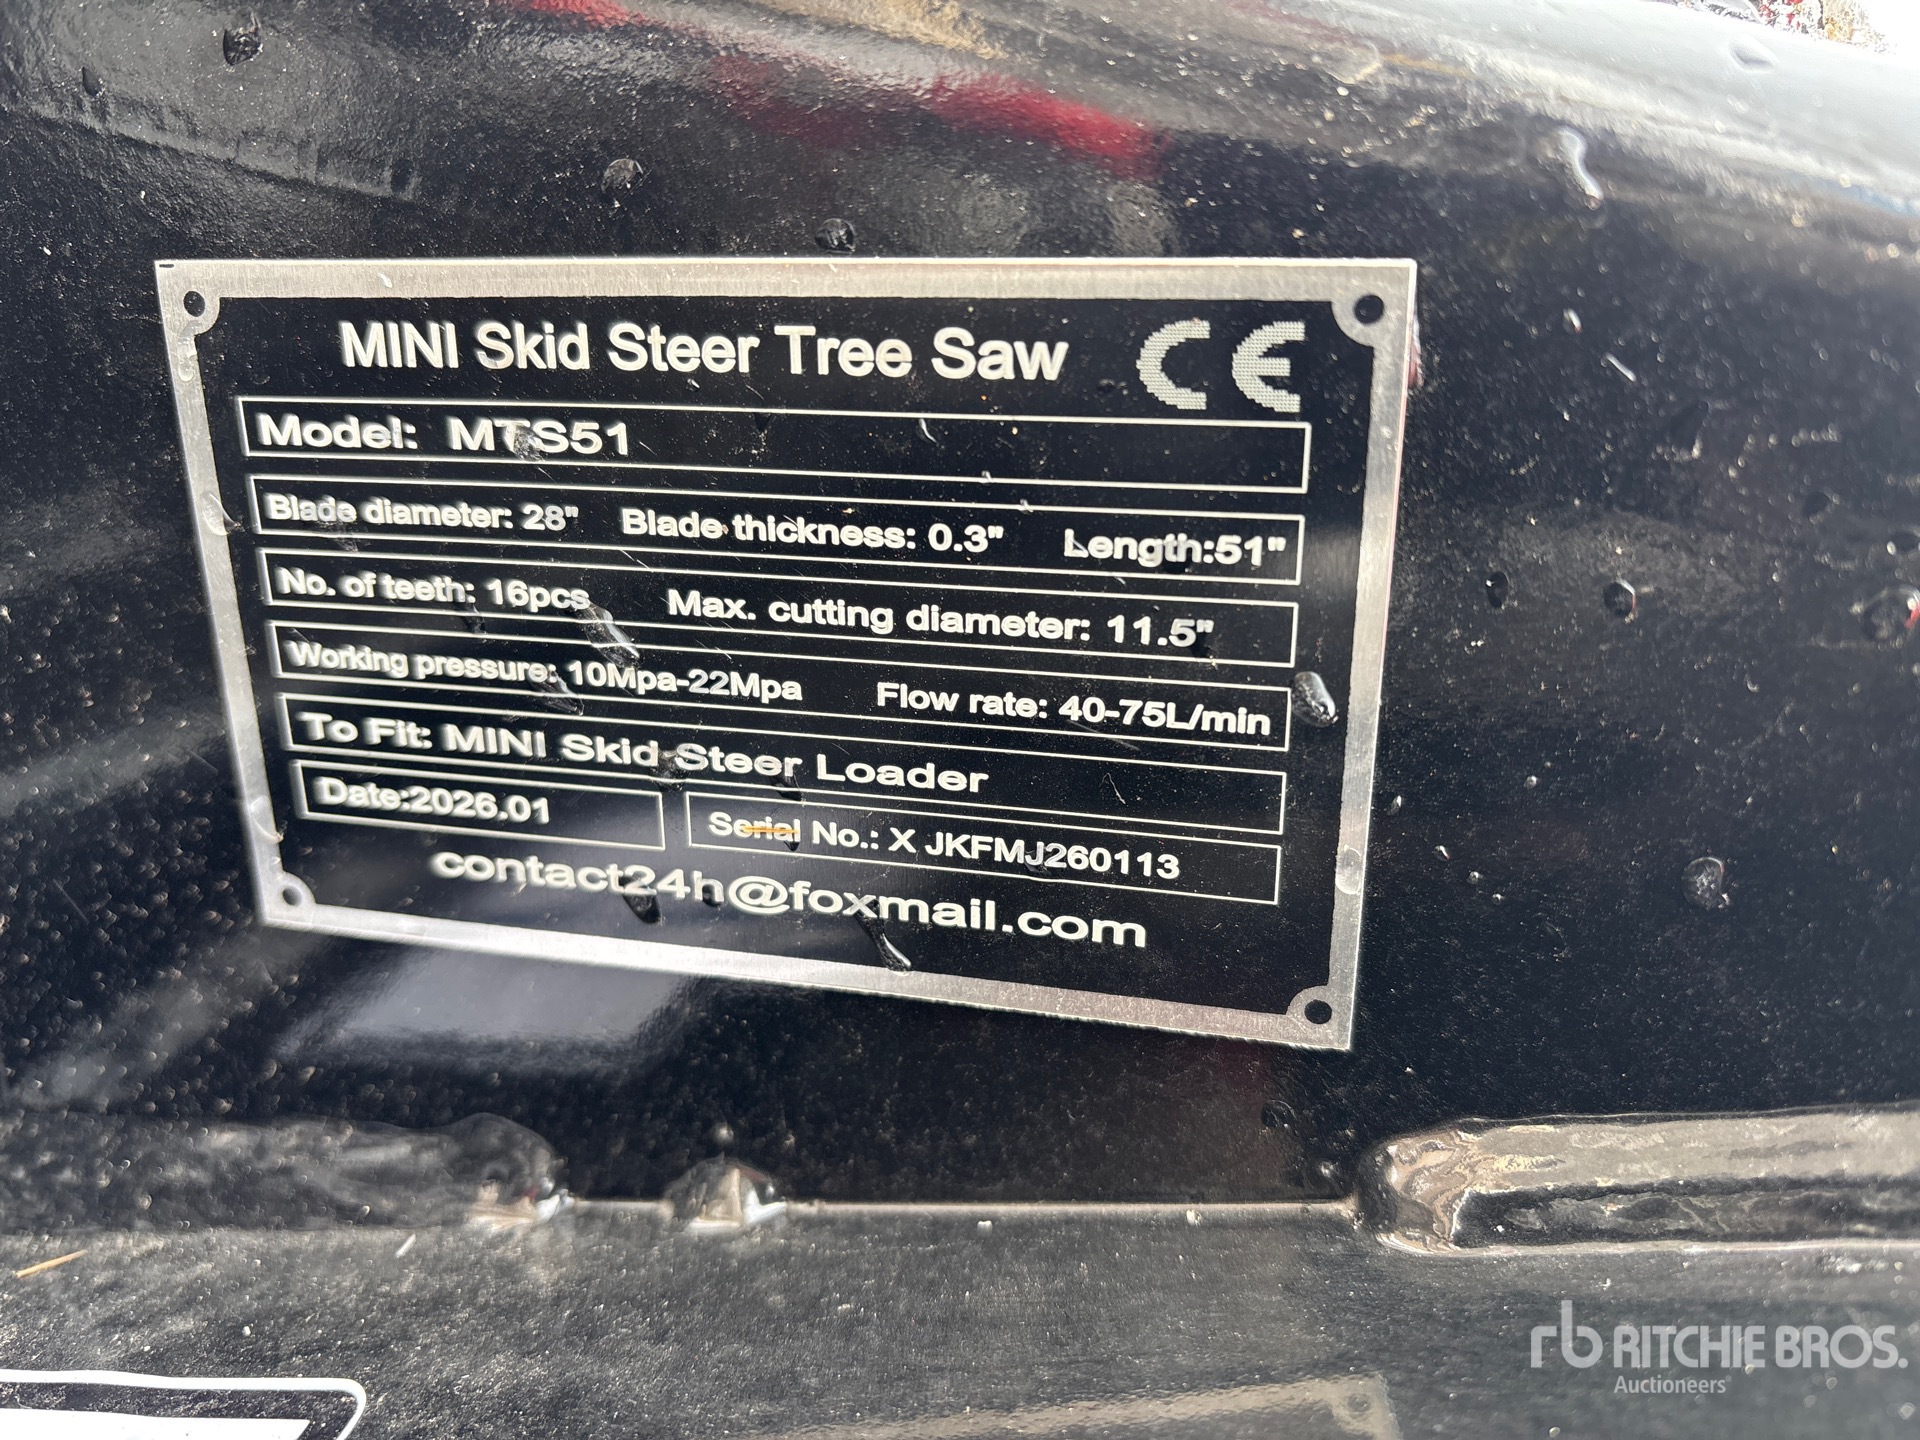 MINI Skid Steer Tree Saw CE
Model: MTS51
Blade diameter: 28" Blade thickness: 0.3" Length:51"
No. of teeth: 16pcs Max. cutting diameter: 11.5"
Working pressure: 10Mpa-22Mpa Flow rate: 40-75L/min
To Fit: MINI Skid Steer Loader
Date:2026.01 Serial No.: X JKFMJ260113
contact24h@foxmail.com
rb RITCHIE BROS.
Auctioneers